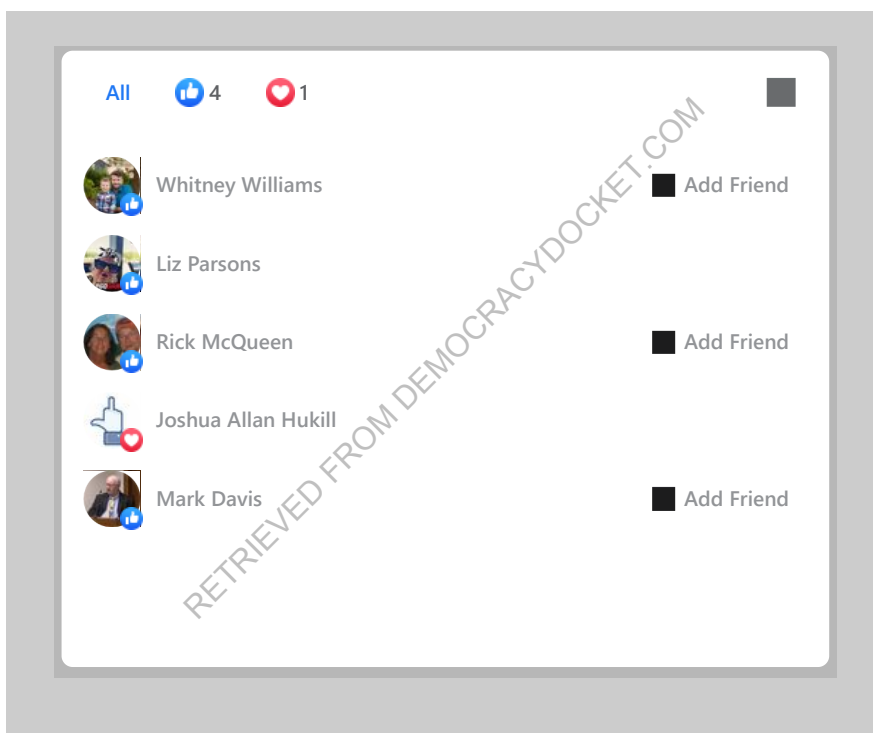 All 4 1
Whitney Williams Add Friend
Liz Parsons
Rick McQueen Add Friend
Joshua Allan Hukill
Mark Davis Add Friend
RETRIEVED FROM DEMOCRACYDOCKET.COM